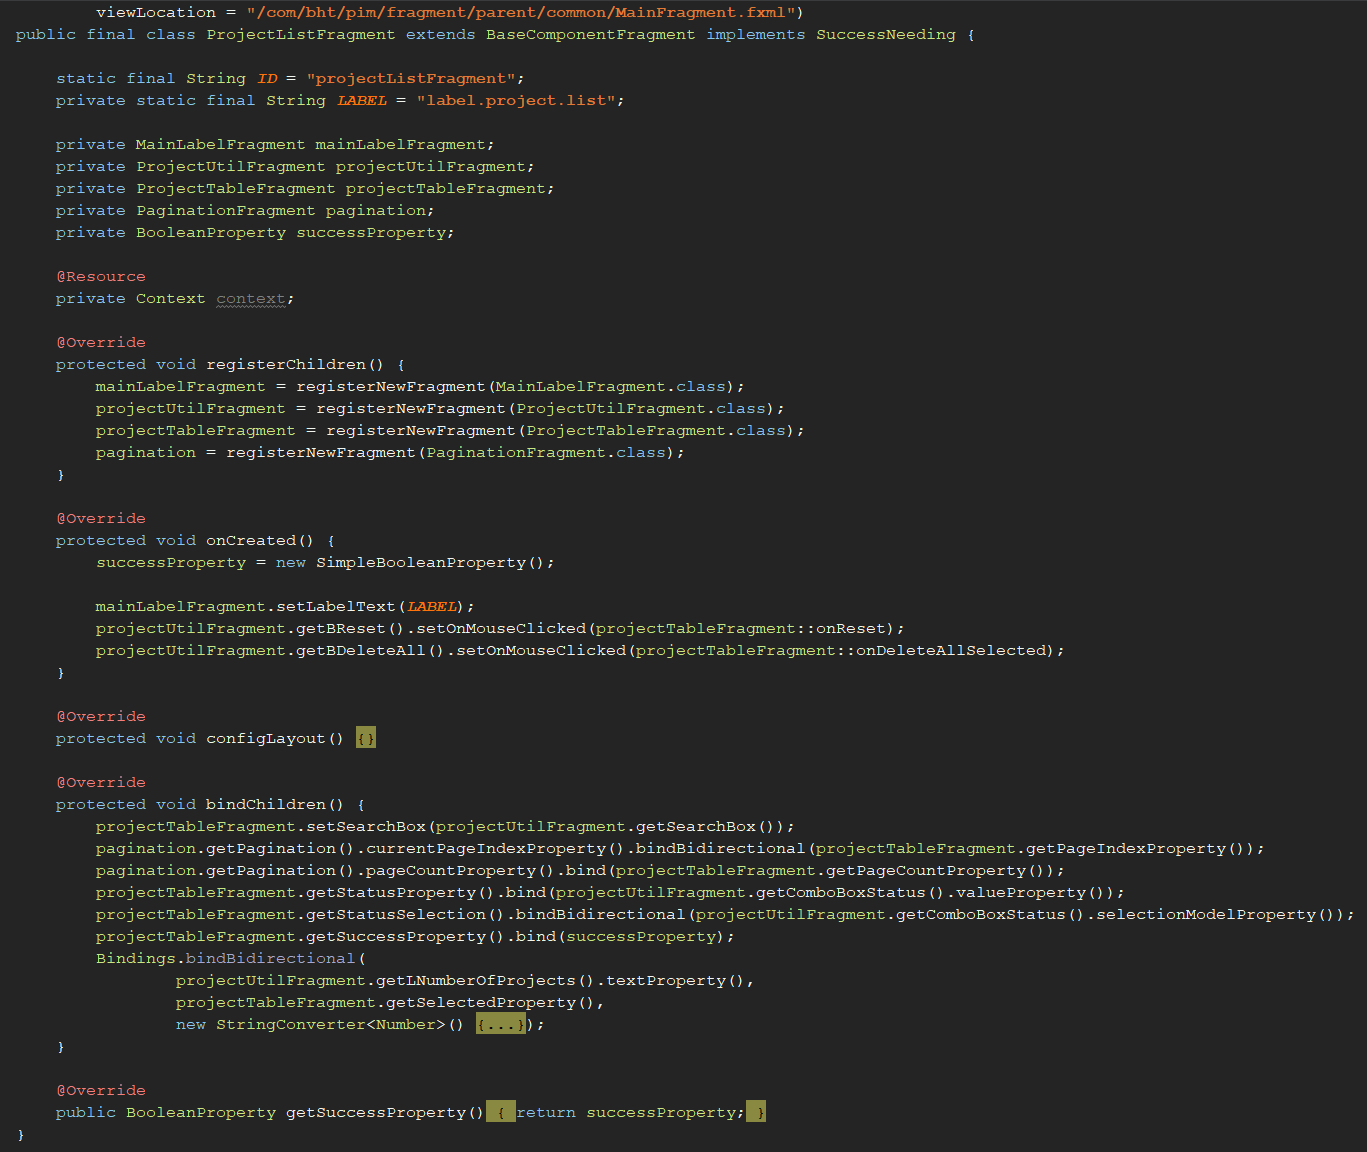 viewLocation = "/com/bht/pim/fragment/parent/common/MainFragment.fxml")
public final class ProjectListFragment extends BaseComponentFragment implements SuccessNeeding {
static final String ID = "projectListFragment";
private static final String LABEL = "label.project.list";
private MainLabelFragment mainLabelFragment;
private ProjectUtilFragment projectUtilFragment;
private ProjectTableFragment projectTableFragment;
private PaginationFragment pagination;
private BooleanProperty successProperty;
@Resource
private Context context;
@Override
protected void registerChildren() {
mainLabelFragment = registerNewFragment(MainLabelFragment.class);
projectUtilFragment = registerNewFragment(ProjectUtilFragment.class);
projectTableFragment = registerNewFragment(ProjectTableFragment.class);
pagination = registerNewFragment(PaginationFragment.class);
}
@Override
protected void onCreated() {
successProperty = new SimpleBooleanProperty();
mainLabelFragment.setLabelText(LABEL);
projectUtilFragment.getBReset().setOnMouseClicked(projectTableFragment::onReset);
projectUtilFragment.getBDeleteAll().setOnMouseClicked(projectTableFragment::onDeleteAllSelected);
}
@Override
protected void configLayout() {}
@Override
protected void bindChildren() {
projectTableFragment.setSearchBox(projectUtilFragment.getSearchBox());
pagination.getPagination().currentPageIndexProperty().bindBidirectional(projectTableFragment.getPageIndexProperty());
pagination.getPagination().pageCountProperty().bind(projectTableFragment.getPageCountProperty());
projectTableFragment.getStatusProperty().bind(projectUtilFragment.getComboBoxStatus().valueProperty());
projectTableFragment.getStatusSelection().bindBidirectional(projectUtilFragment.getComboBoxStatus().selectionModelProperty());
projectTableFragment.getSuccessProperty().bind(successProperty);
Bindings.bindBidirectional(
projectUtilFragment.getLNumberOfProjects().textProperty(),
projectTableFragment.getSelectedProperty(),
new StringConverter<Number>() {...});
}
@Override
public BooleanProperty getSuccessProperty() { return successProperty; }
}